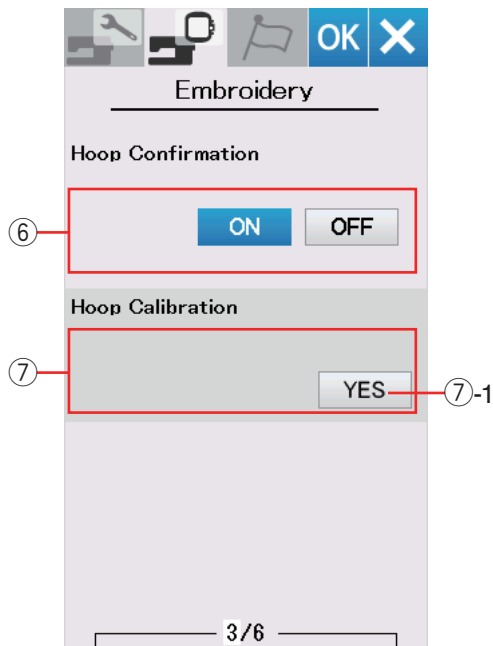 OK X
Embroidery
Hoop Confirmation
⑥ ON OFF
Hoop Calibration
⑦ YES ⑦-1
3/6